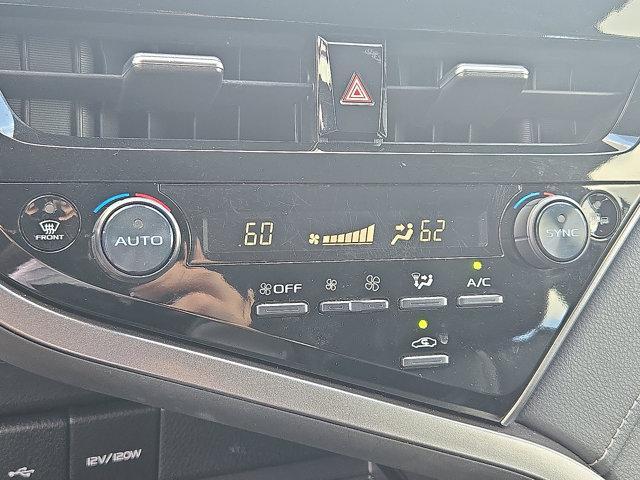 60 62
FRONT
AUTO
SYNC
OFF
A/C
12V/120W